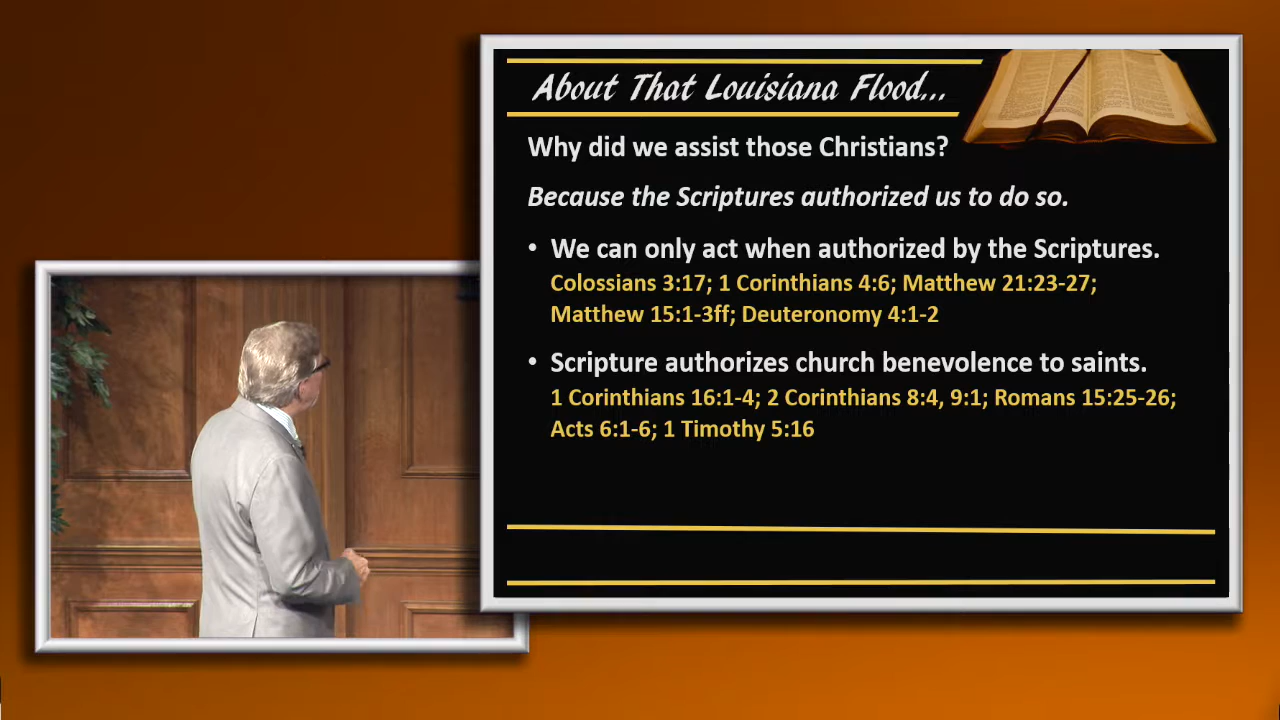 About That Louisiana Flood...
Why did we assist those Christians?
Because the Scriptures authorized us to do so.
• We can only act when authorized by the Scriptures.
Colossians 3:17; 1 Corinthians 4:6; Matthew 21:23-27;
Matthew 15:1-3ff; Deuteronomy 4:1-2
• Scripture authorizes church benevolence to saints.
1 Corinthians 16:1-4; 2 Corinthians 8:4, 9:1; Romans 15:25-26;
Acts 6:1-6; 1 Timothy 5:16